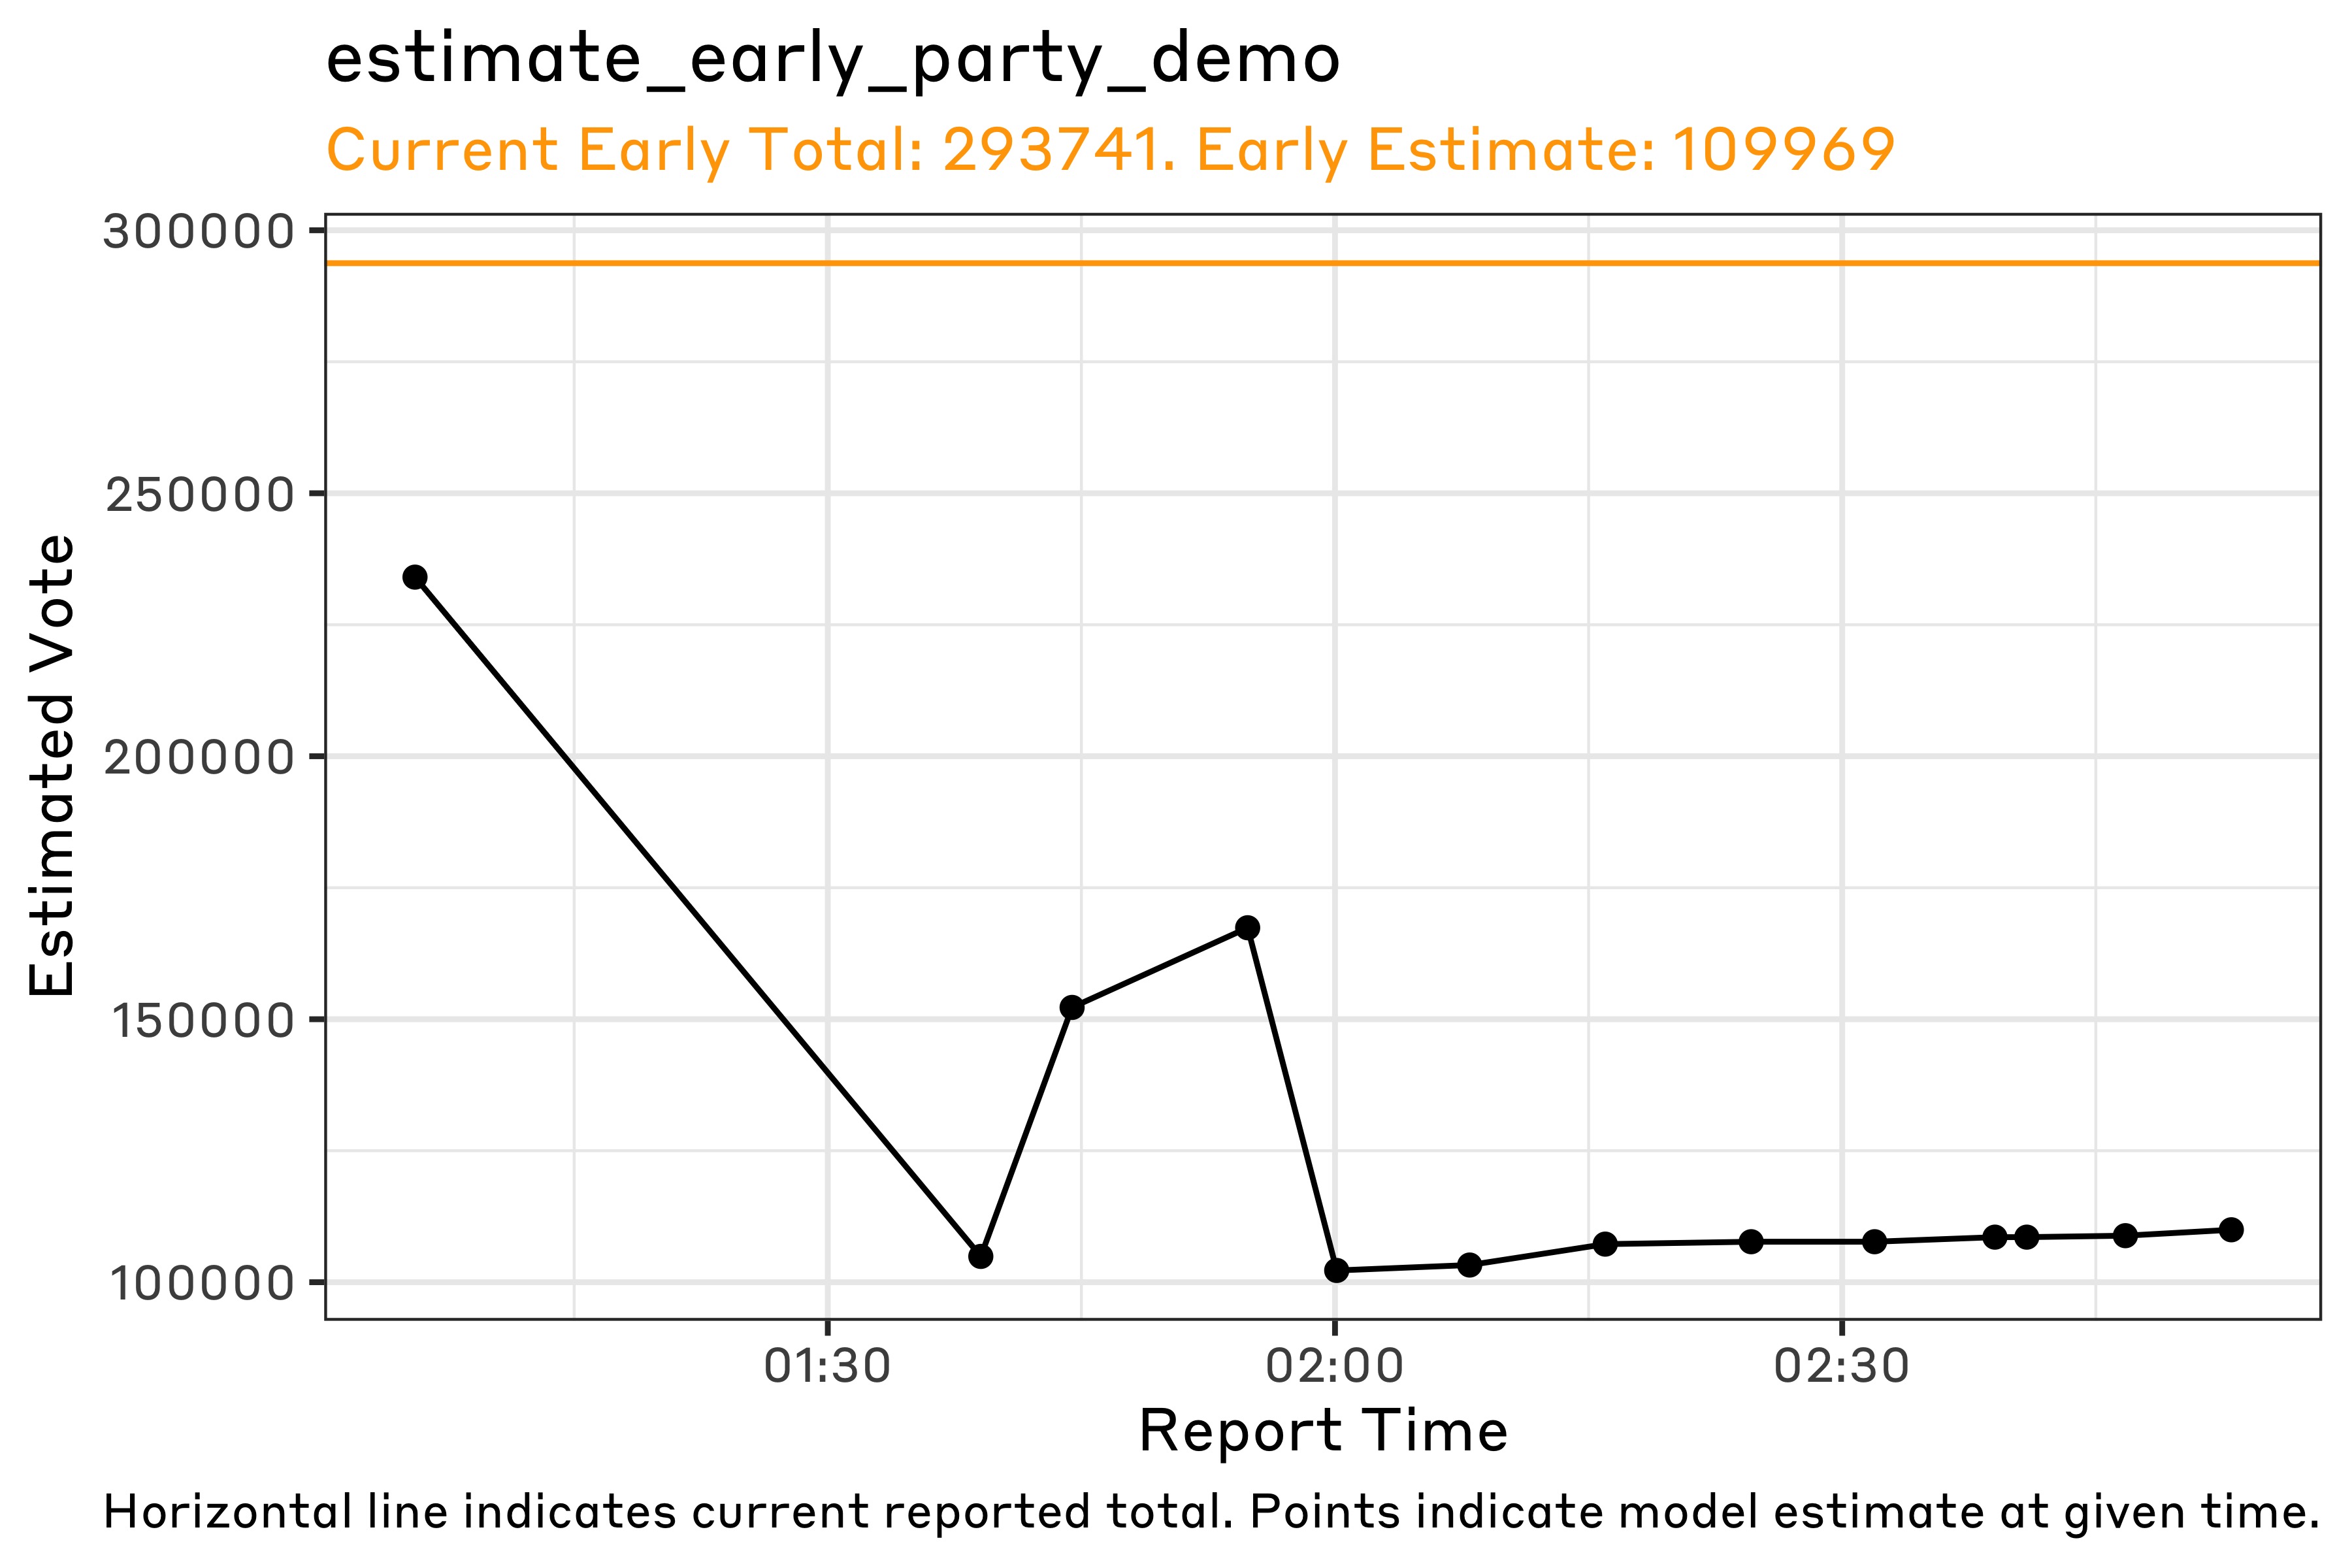 estimate_early_party_demo
Current Early Total: 293741. Early Estimate: 109969
300000
250000
200000
150000
100000
Estimated Vote
01:30 02:00 02:30
Report Time
Horizontal line indicates current reported total. Points indicate model estimate at given time.